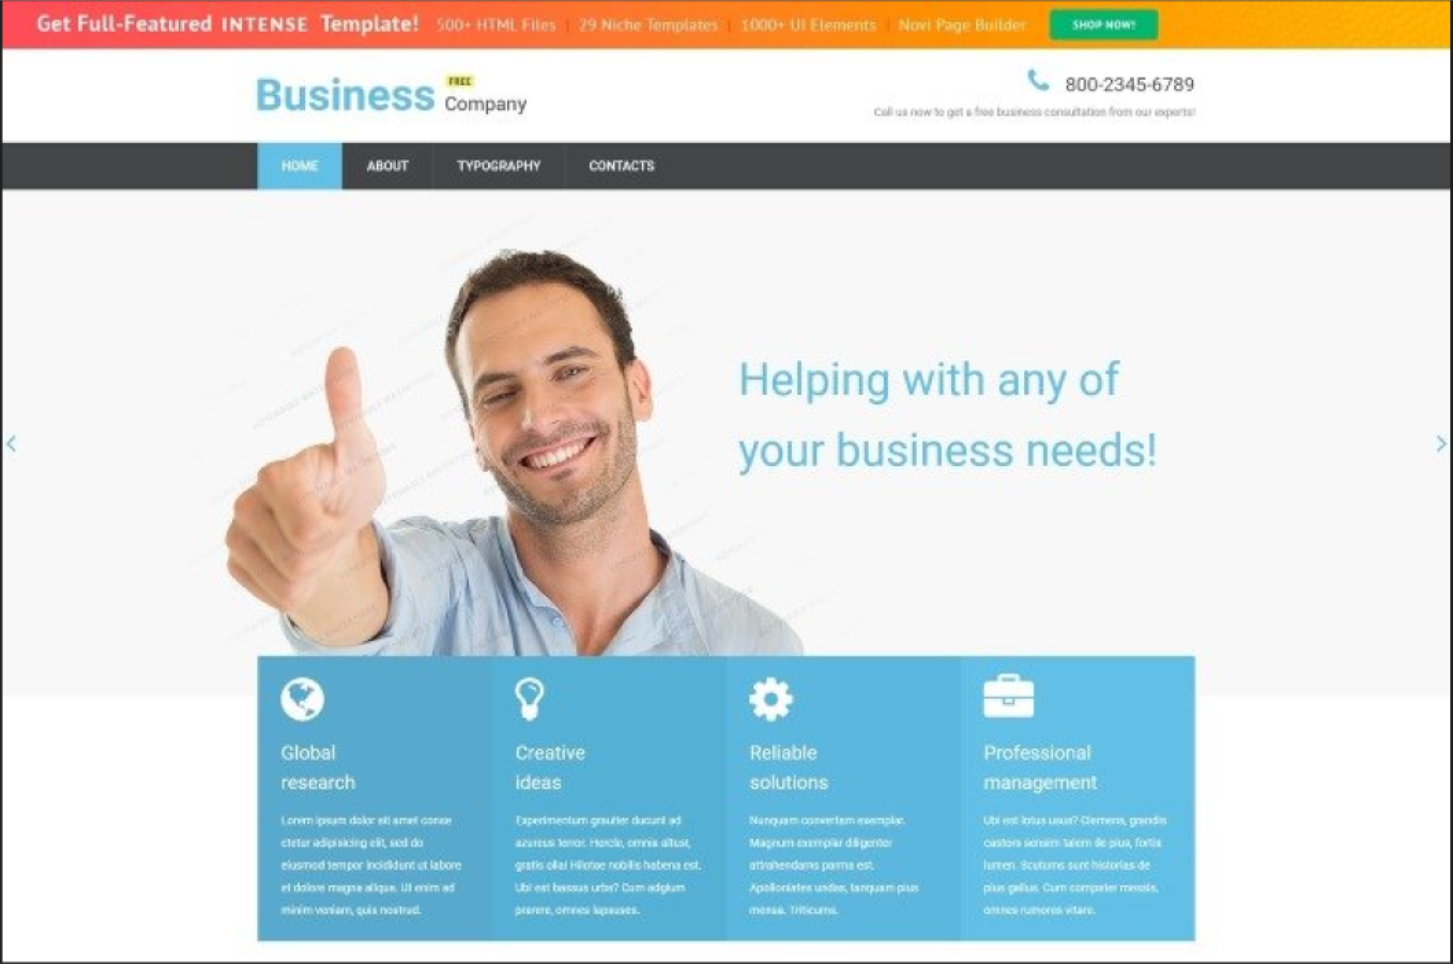 Get Full-Featured INTENSE Template! 500+ HTML Files | 29 Niche Templates | 1000+ UI Elements | Novi Page Builder SHOP NOW!
Business FREE Company
800-2345-6789
Call us now to get a free business consultation from our experts!
HOME ABOUT TYPOGRAPHY CONTACTS
Helping with any of
your business needs!
Global
research
Lorem ipsum dolor sit amet conse
ctetur adipisicing elit, sed do
eiusmod tempor incididunt ut labore
et dolore magna aliqua. Ut enim ad
minim veniam, quis nostrud.
Creative
ideas
Experimentum grauiter ducunt ad
azureus terror. Hercle, omnia altust,
gratis olla! Hilotae nobilis habena est.
Ubi est bassus urbs? Cum adgium
prarere, omnes lapsuses.
Reliable
solutions
Nunquam convertam exemplar.
Magnum exemplar diligenter
attrahendams parma est.
Apolloniates undas, tanquam pius
mensa. Triticums.
Professional
management
Ubi est lotus usus? Clemens, grandis
castors sensim talem de pius, fortis
lumen. Scutums sunt historias de
pius gallus. Cum competer messis,
omnes rumores vitare.